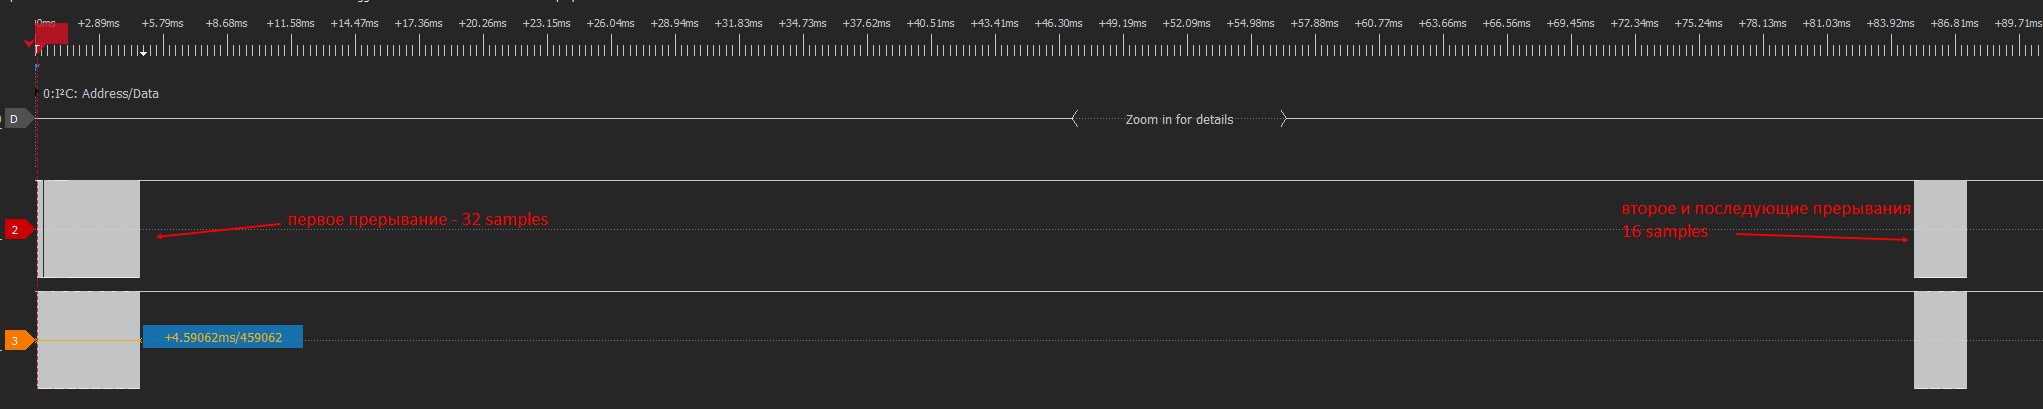 0ms +2.89ms +5.79ms +8.68ms +11.58ms +14.47ms +17.36ms +20.26ms +23.15ms +26.04ms +28.94ms +31.83ms +34.73ms +37.62ms +40.51ms +43.41ms +46.30ms +49.19ms +52.09ms +54.98ms +57.88ms +60.77ms +63.66ms +66.56ms +69.45ms +72.34ms +75.24ms +78.13ms +81.03ms +83.92ms +86.81ms +89.71ms
0:I²C: Address/Data
D
Zoom in for details
первое прерывание - 32 samples
второе и последующие прерывания
16 samples
2
3
+4.59062ms/459062